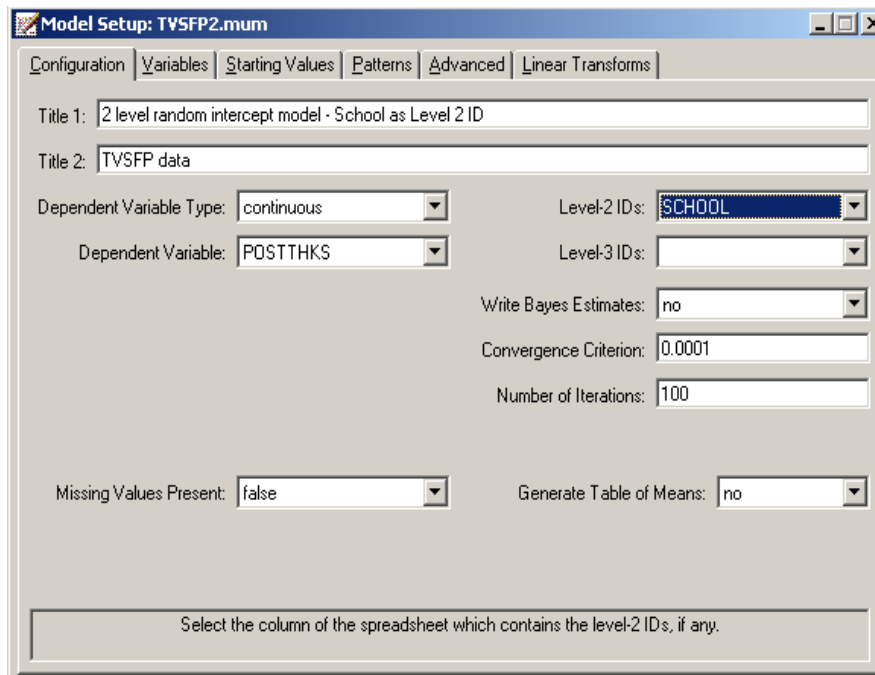 Model Setup: TVSFP2.mum
Configuration Variables Starting Values Patterns Advanced Linear Transforms
Title 1: 2 level random intercept model - School as Level 2 ID
Title 2: TVSFP data
Dependent Variable Type: continuous Level-2 IDs: SCHOOL
Dependent Variable: POSTTHKS Level-3 IDs:
Write Bayes Estimates: no
Convergence Criterion: 0.0001
Number of Iterations: 100
Missing Values Present: false Generate Table of Means: no
Select the column of the spreadsheet which contains the level-2 IDs, if any.